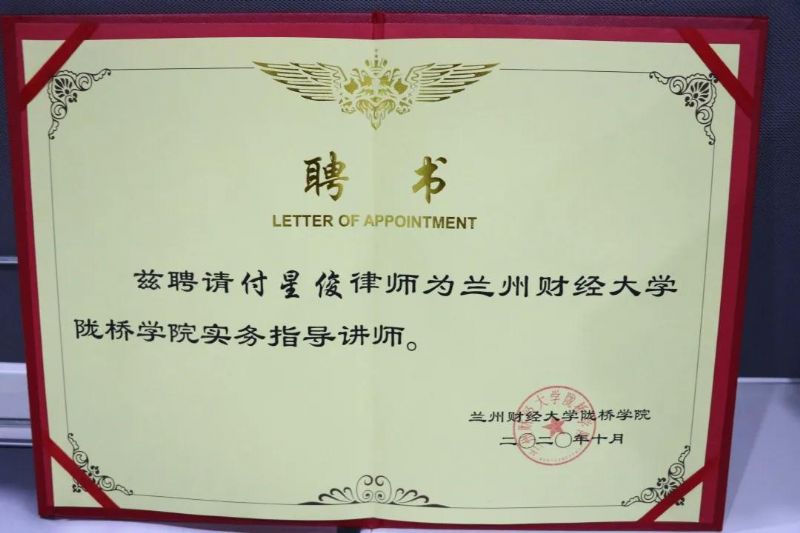 聘 书
LETTER OF APPOINTMENT
兹聘请付星俊律师为兰州财经大学
陇桥学院实务指导讲师。
兰州财经大学陇桥学院
二〇二〇年十月